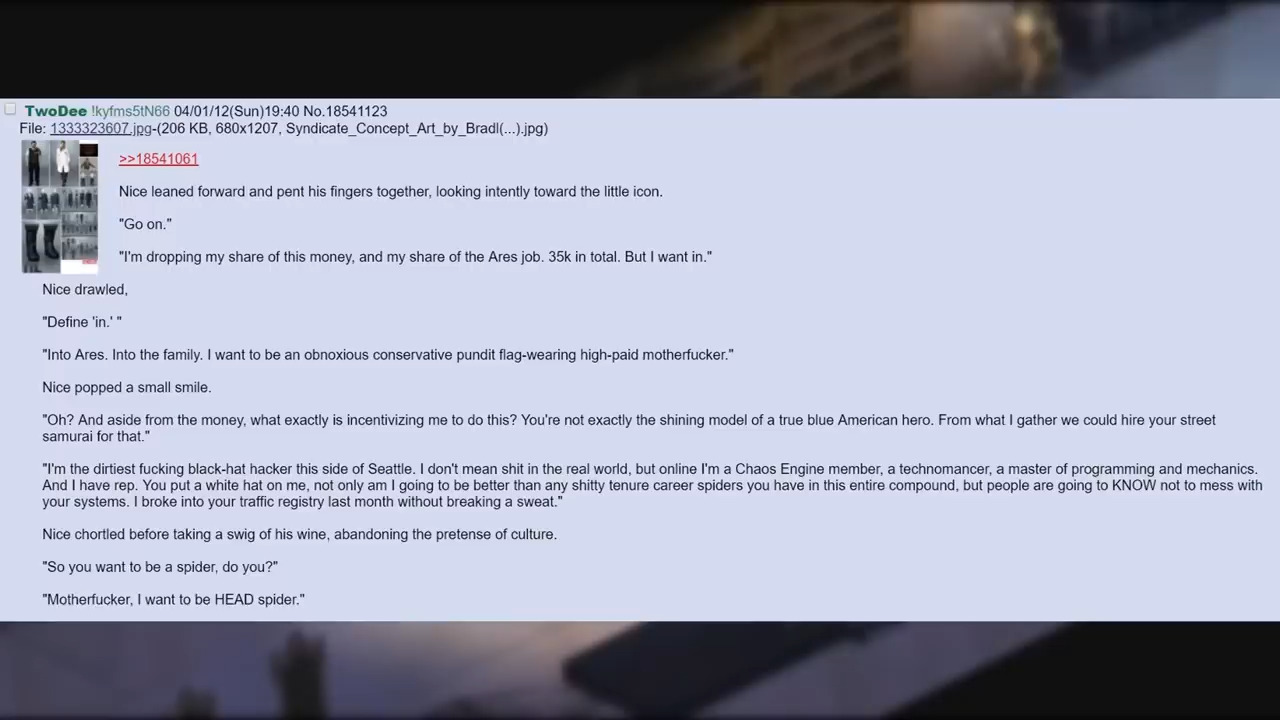 TwoDee !kyfms5tN66 04/01/12(Sun)19:40 No.18541123
File: 1333323607.jpg-(206 KB, 680x1207, Syndicate_Concept_Art_by_Bradl(...).jpg)
>>18541061
Nice leaned forward and pent his fingers together, looking intently toward the little icon.
"Go on."
"I'm dropping my share of this money, and my share of the Ares job. 35k in total. But I want in."
Nice drawled,
"Define 'in.' "
"Into Ares. Into the family. I want to be an obnoxious conservative pundit flag-wearing high-paid motherfucker."
Nice popped a small smile.
"Oh? And aside from the money, what exactly is incentivizing me to do this? You're not exactly the shining model of a true blue American hero. From what I gather we could hire your street
samurai for that."
"I'm the dirtiest fucking black-hat hacker this side of Seattle. I don't mean shit in the real world, but online I'm a Chaos Engine member, a technomancer, a master of programming and mechanics.
And I have rep. You put a white hat on me, not only am I going to be better than any shitty tenure career spiders you have in this entire compound, but people are going to KNOW not to mess with
your systems. I broke into your traffic registry last month without breaking a sweat."
Nice chortled before taking a swig of his wine, abandoning the pretense of culture.
"So you want to be a spider, do you?"
"Motherfucker, I want to be HEAD spider."